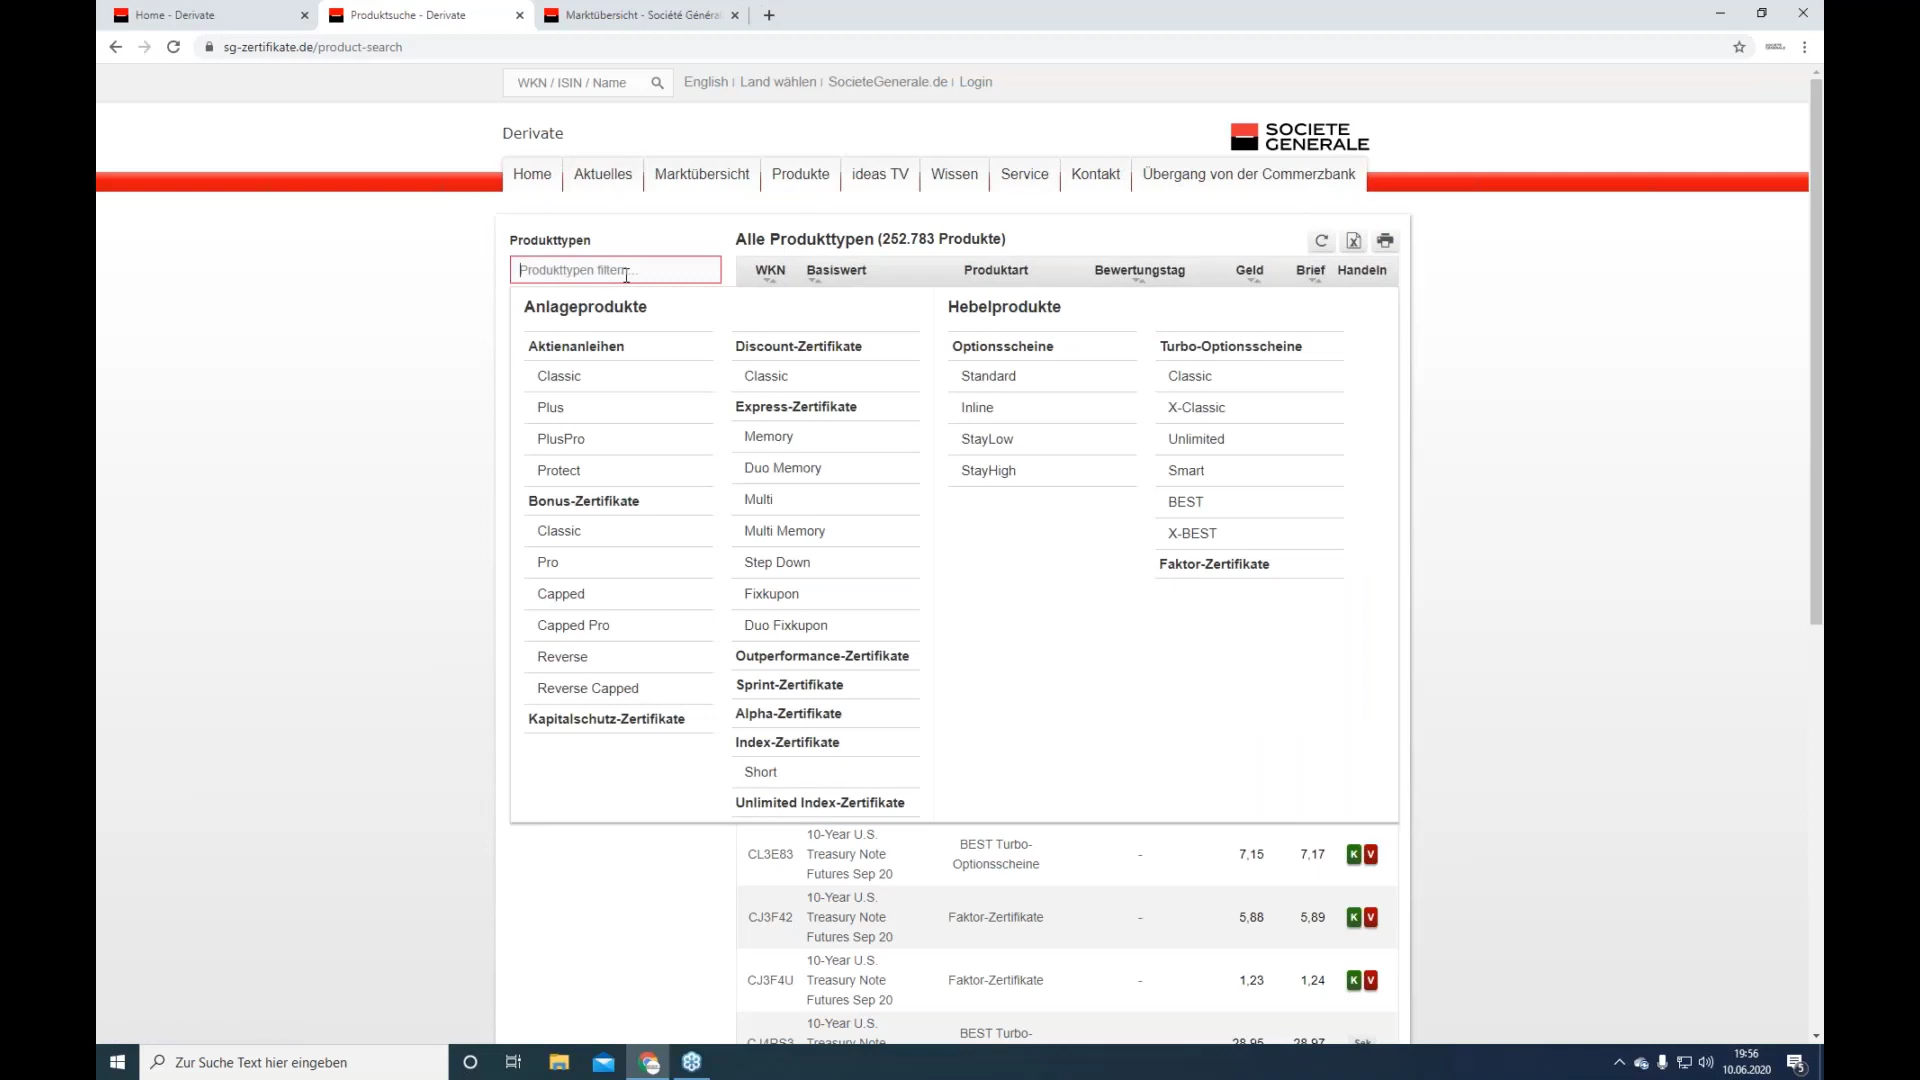 Home - Derivate
Produktsuche - Derivate
Marktübersicht - Société Général
sg-zertifikate.de/product-search
WKN / ISIN / Name
English | Land wählen | SocieteGenerale.de | Login
Derivate
SOCIETE
GENERALE
Home
Aktuelles
Marktübersicht
Produkte
ideas TV
Wissen
Service
Kontakt
Übergang von der Commerzbank
Produkttypen
Produkttypen filtern...
Alle Produkttypen (252.783 Produkte)
WKN
Basiswert
Produktart
Bewertungstag
Geld
Brief
Handeln
Anlageprodukte
Aktienanleihen
Classic
Plus
PlusPro
Protect
Bonus-Zertifikate
Classic
Pro
Capped
Capped Pro
Reverse
Reverse Capped
Kapitalschutz-Zertifikate
Discount-Zertifikate
Classic
Express-Zertifikate
Memory
Duo Memory
Multi
Multi Memory
Step Down
Fixkupon
Duo Fixkupon
Outperformance-Zertifikate
Sprint-Zertifikate
Alpha-Zertifikate
Index-Zertifikate
Short
Unlimited Index-Zertifikate
Hebelprodukte
Optionsscheine
Standard
Inline
StayLow
StayHigh
Turbo-Optionsscheine
Classic
X-Classic
Unlimited
Smart
BEST
X-BEST
Faktor-Zertifikate
CL3E83
10-Year U.S.
Treasury Note
Futures Sep 20
BEST Turbo-
Optionsscheine
-
7,15
7,17
K V
CJ3F42
10-Year U.S.
Treasury Note
Futures Sep 20
Faktor-Zertifikate
-
5,88
5,89
K V
CJ3F4U
10-Year U.S.
Treasury Note
Futures Sep 20
Faktor-Zertifikate
-
1,23
1,24
K V
10-Year U.S.
BEST Turbo-
28,95
28,97
Zur Suche Text hier eingeben
19:56
10.06.2020
5